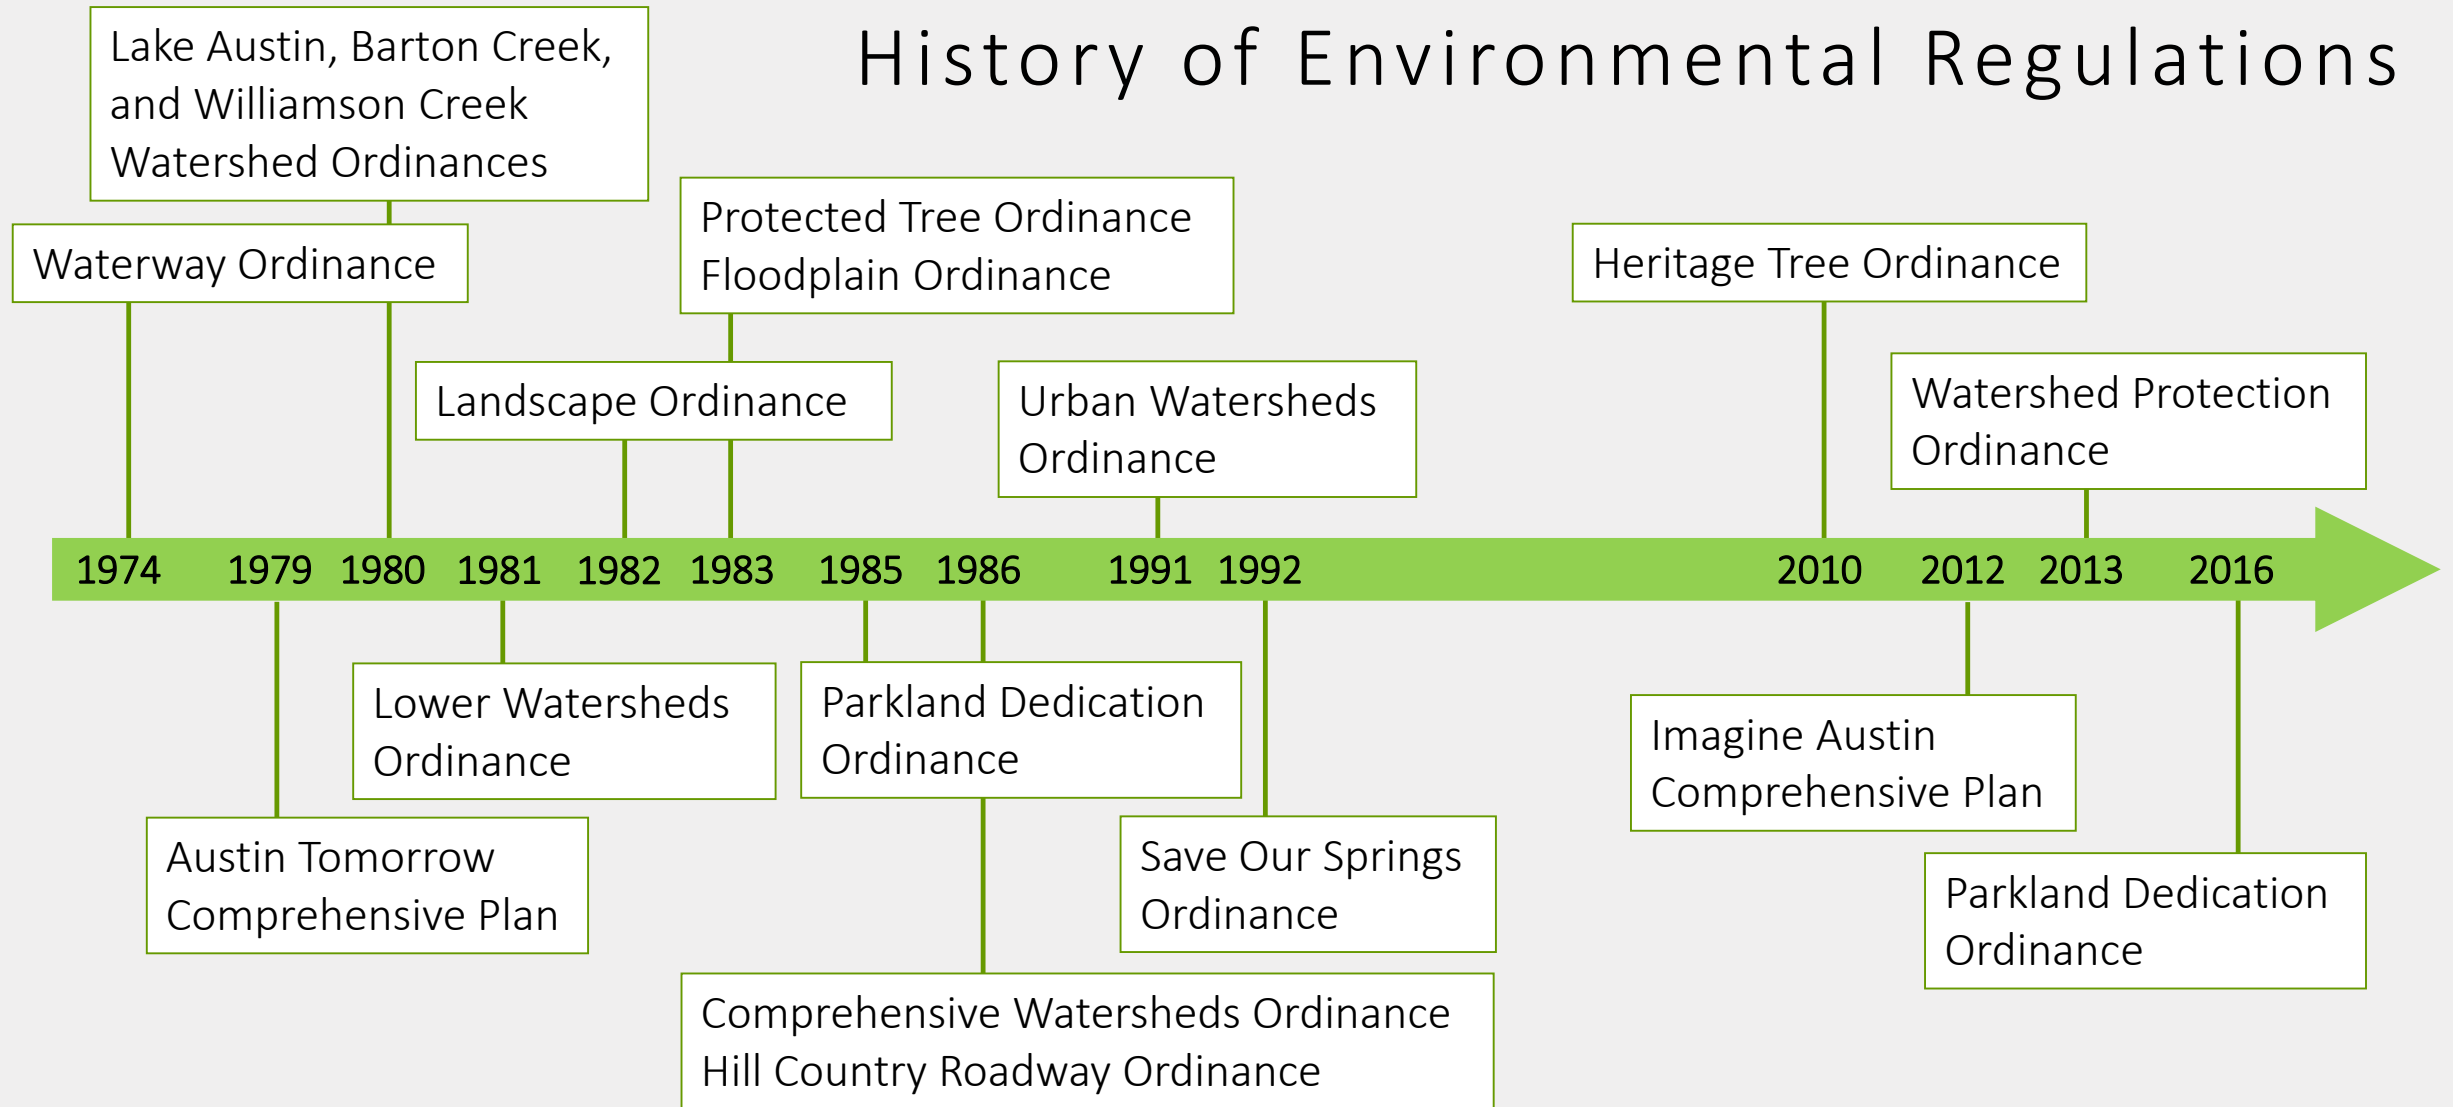 History of Environmental Regulations
Lake Austin, Barton Creek,
and Williamson Creek
Watershed Ordinances
Waterway Ordinance
Protected Tree Ordinance
Floodplain Ordinance
Landscape Ordinance
Urban Watersheds
Ordinance
Heritage Tree Ordinance
Watershed Protection
Ordinance
1974 1979 1980 1981 1982 1983 1985 1986 1991 1992 2010 2012 2013 2016
Lower Watersheds
Ordinance
Parkland Dedication
Ordinance
Austin Tomorrow
Comprehensive Plan
Save Our Springs
Ordinance
Comprehensive Watersheds Ordinance
Hill Country Roadway Ordinance
Imagine Austin
Comprehensive Plan
Parkland Dedication
Ordinance